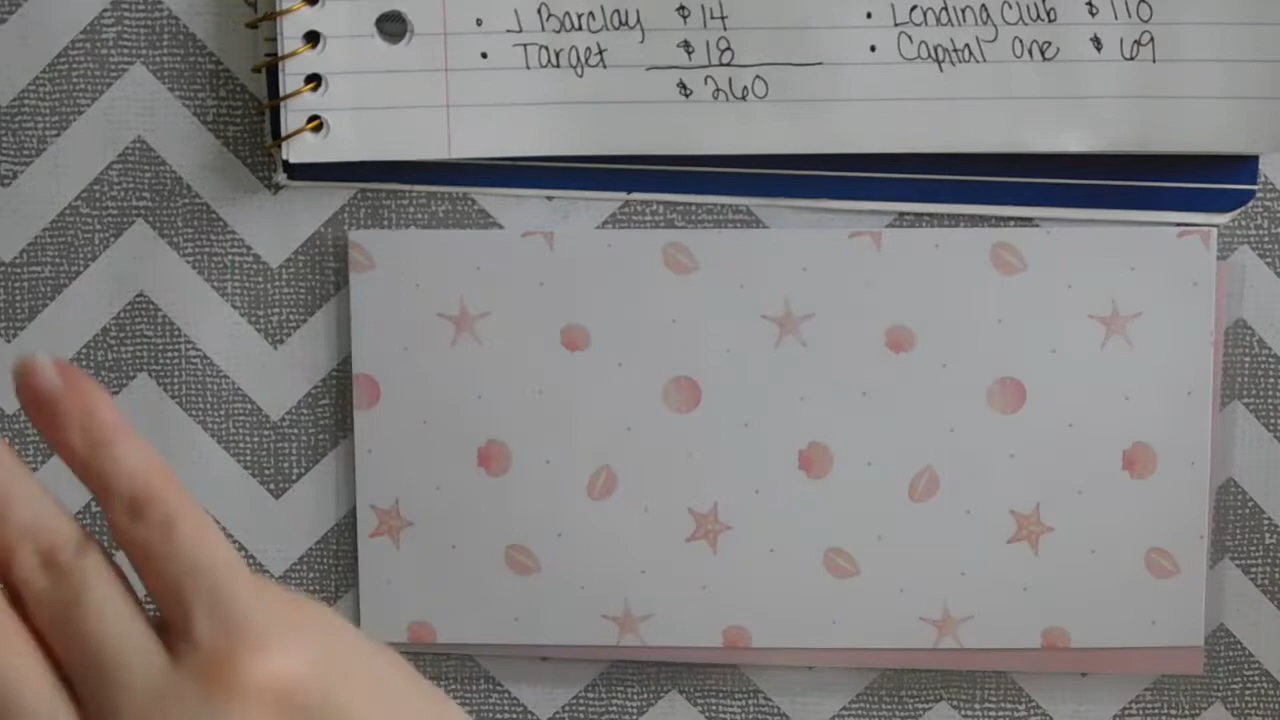 • J Barclay $14
• Target $18
$260
• Lending Club $110
• Capital One $69